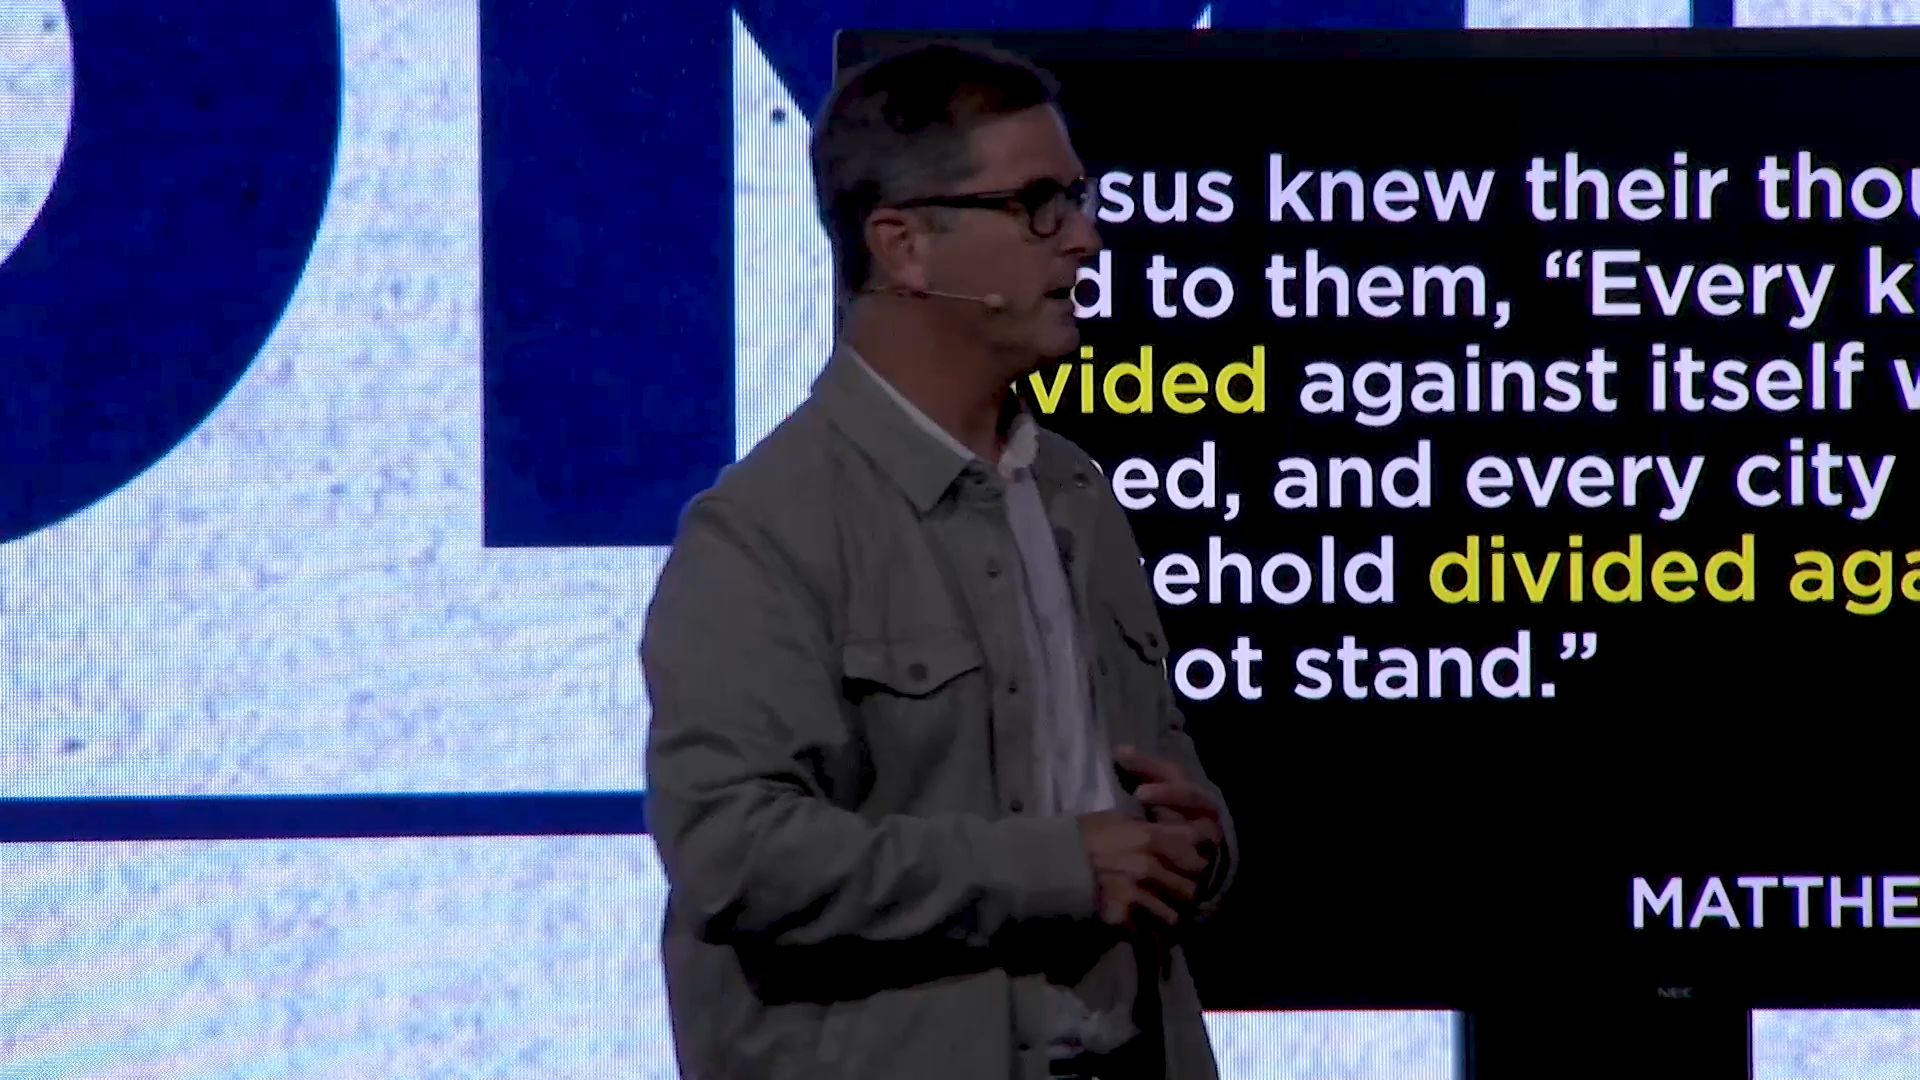 sus knew their thou
d to them, “Every k
vided against itself w
ed, and every city
ehold divided aga
ot stand.”
MATTHE
NEC